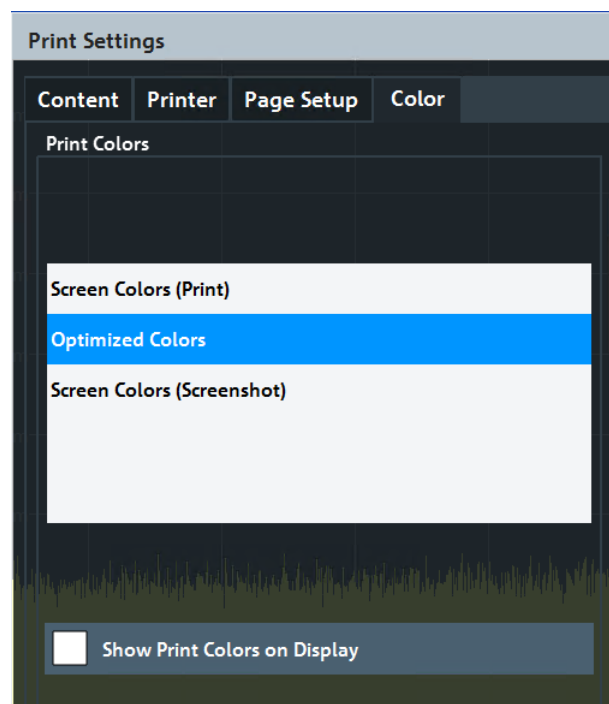 Print Settings
Content Printer Page Setup Color
Print Colors
Screen Colors (Print)
Optimized Colors
Screen Colors (Screenshot)
Show Print Colors on Display